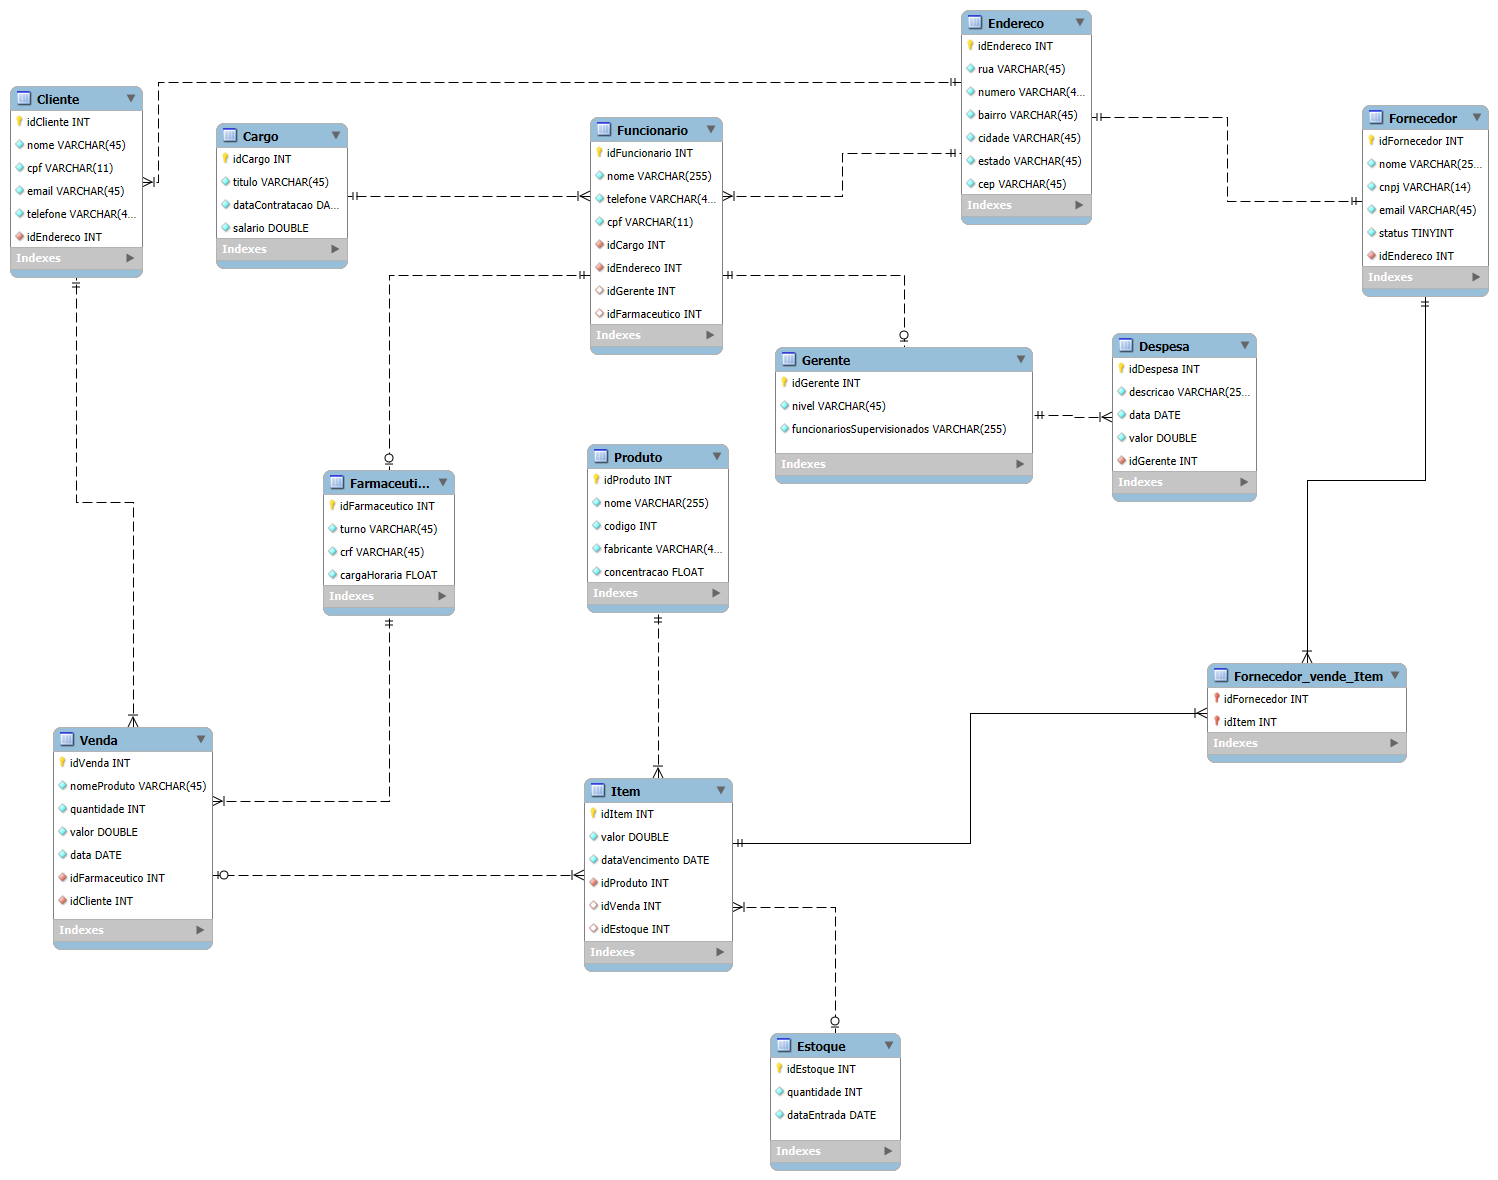 Endereco
idEndereco INT
rua VARCHAR(45)
numero VARCHAR(4...
bairro VARCHAR(45)
cidade VARCHAR(45)
estado VARCHAR(45)
cep VARCHAR(45)
Indexes
Cliente
idCliente INT
nome VARCHAR(45)
cpf VARCHAR(11)
email VARCHAR(45)
telefone VARCHAR(4...
idEndereco INT
Indexes
Cargo
idCargo INT
titulo VARCHAR(45)
dataContratacao DA...
salario DOUBLE
Indexes
Funcionario
idFuncionario INT
nome VARCHAR(255)
telefone VARCHAR(4...
cpf VARCHAR(11)
idCargo INT
idEndereco INT
idGerente INT
idFarmaceutico INT
Indexes
Fornecedor
idFornecedor INT
nome VARCHAR(25...
cnpj VARCHAR(14)
email VARCHAR(45)
status TINYINT
idEndereco INT
Indexes
Gerente
idGerente INT
nivel VARCHAR(45)
funcionariosSupervisionados VARCHAR(255)
Indexes
Despesa
idDespesa INT
descricao VARCHAR(25...
data DATE
valor DOUBLE
idGerente INT
Indexes
Farmaceuti...
idFarmaceutico INT
turno VARCHAR(45)
crf VARCHAR(45)
cargaHoraria FLOAT
Indexes
Produto
idProduto INT
nome VARCHAR(255)
codigo INT
fabricante VARCHAR(4...
concentracao FLOAT
Indexes
Fornecedor_vende_Item
idFornecedor INT
idItem INT
Indexes
Venda
idVenda INT
nomeProduto VARCHAR(45)
quantidade INT
valor DOUBLE
data DATE
idFarmaceutico INT
idCliente INT
Indexes
Item
idItem INT
valor DOUBLE
dataVencimento DATE
idProduto INT
idVenda INT
idEstoque INT
Indexes
Estoque
idEstoque INT
quantidade INT
dataEntrada DATE
Indexes